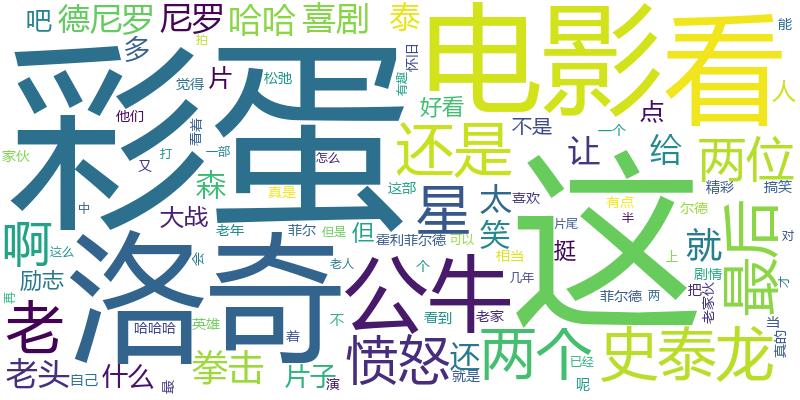 吧
德尼罗
尼罗
哈哈
喜剧
泰
拍
怀旧
电影
看
能
多
彩蛋
觉得
片
松弛
有趣
好看
点
人
他们
还是
不是
一个
家伙
又
打
看着
一部
怎么
让
给
两位
森
真是
这部
星
太
喜欢
有点
精彩
搞笑
中
大战
老年
菲尔
但是
但
霍利菲尔德
可以
笑
片尾
半
尔德
对
啊
这么
会
洛奇
这
挺
就
最后
励志
老人
个
相当
几年
菲尔德
两
上
剧情
把
才
再
老
哈哈哈
英雄
着
不
公牛
看到
老家
老家伙
真的
老头
自己
什么
最
拳击
片子
演
愤怒
还
就是
两个
已经
呢
史泰龙